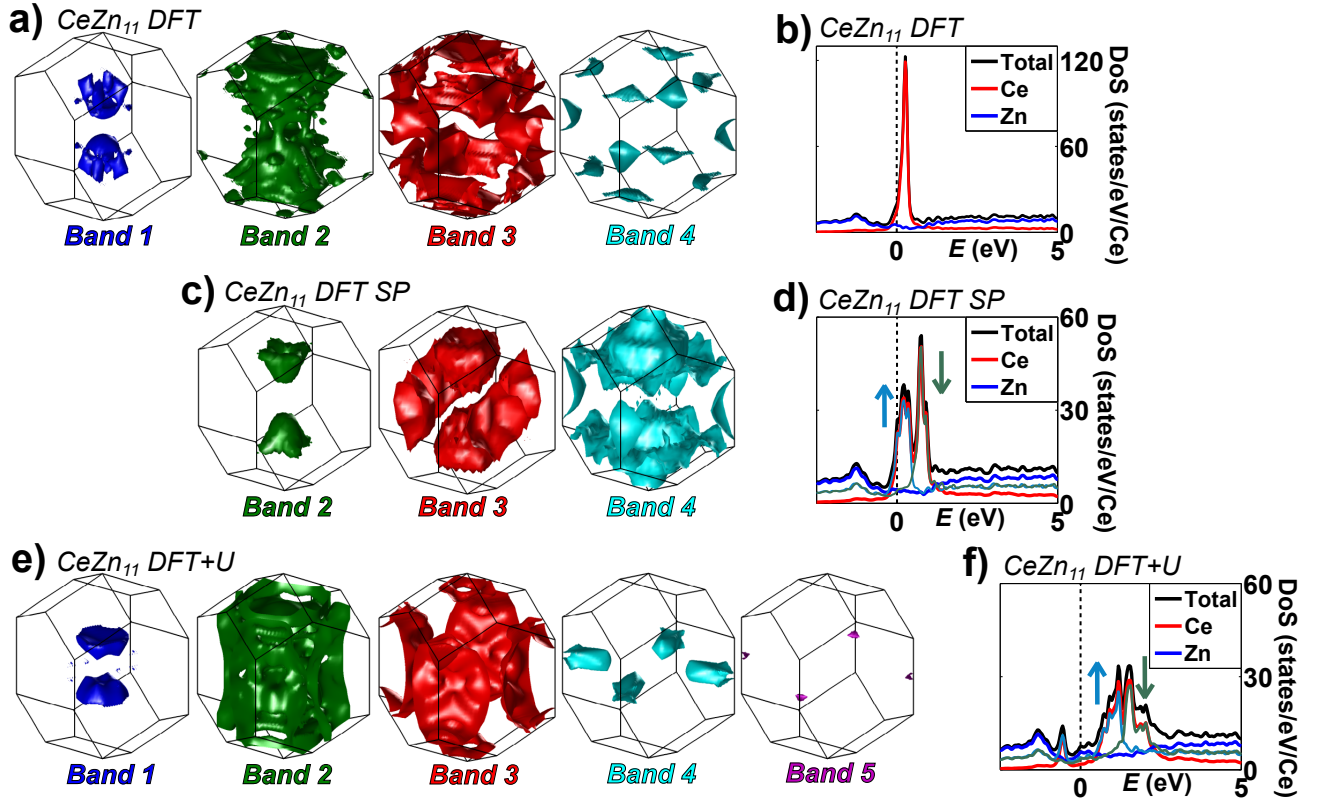 a) CeZn₁₁ DFT
Band 1
Band 2
Band 3
Band 4
b) CeZn₁₁ DFT
Total
Ce
Zn
120
60
0
DoS (states/eV/Ce)
0
E (eV)
5
c) CeZn₁₁ DFT SP
Band 2
Band 3
Band 4
d) CeZn₁₁ DFT SP
Total
Ce
Zn
60
30
0
DoS (states/eV/Ce)
0
E (eV)
5
e) CeZn₁₁ DFT+U
Band 1
Band 2
Band 3
Band 4
Band 5
f) CeZn₁₁ DFT+U
Total
Ce
Zn
60
30
0
DoS (states/eV/Ce)
0
E (eV)
5